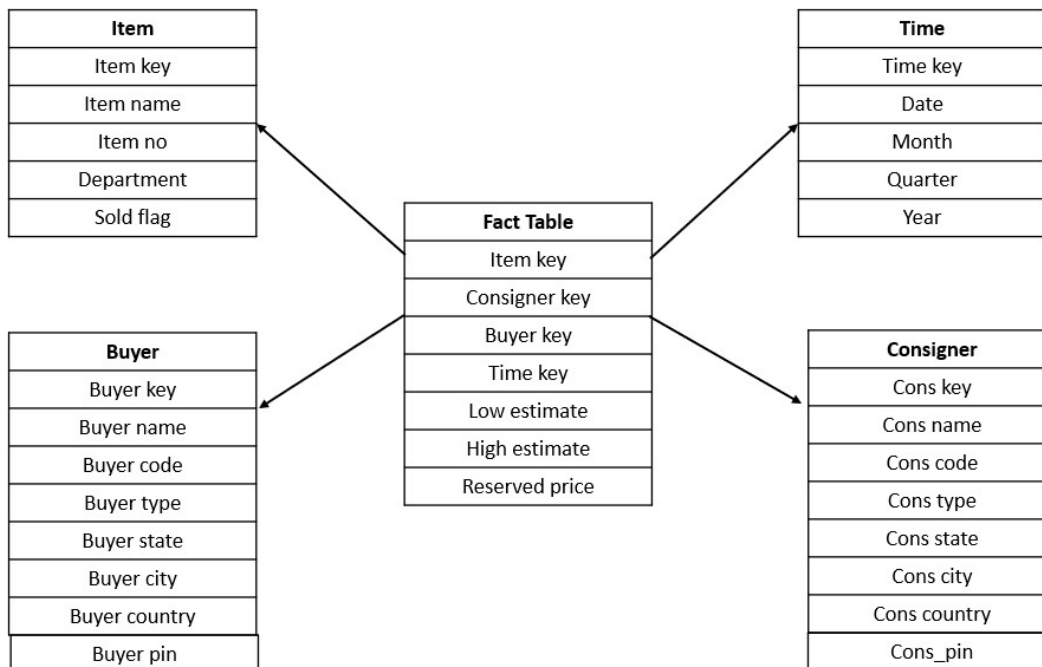 Item
Item key
Item name
Item no
Department
Sold flag
Time
Time key
Date
Month
Quarter
Year
Fact Table
Item key
Consigner key
Buyer key
Time key
Low estimate
High estimate
Reserved price
Buyer
Buyer key
Buyer name
Buyer code
Buyer type
Buyer state
Buyer city
Buyer country
Buyer pin
Consigner
Cons key
Cons name
Cons code
Cons type
Cons state
Cons city
Cons country
Cons_pin